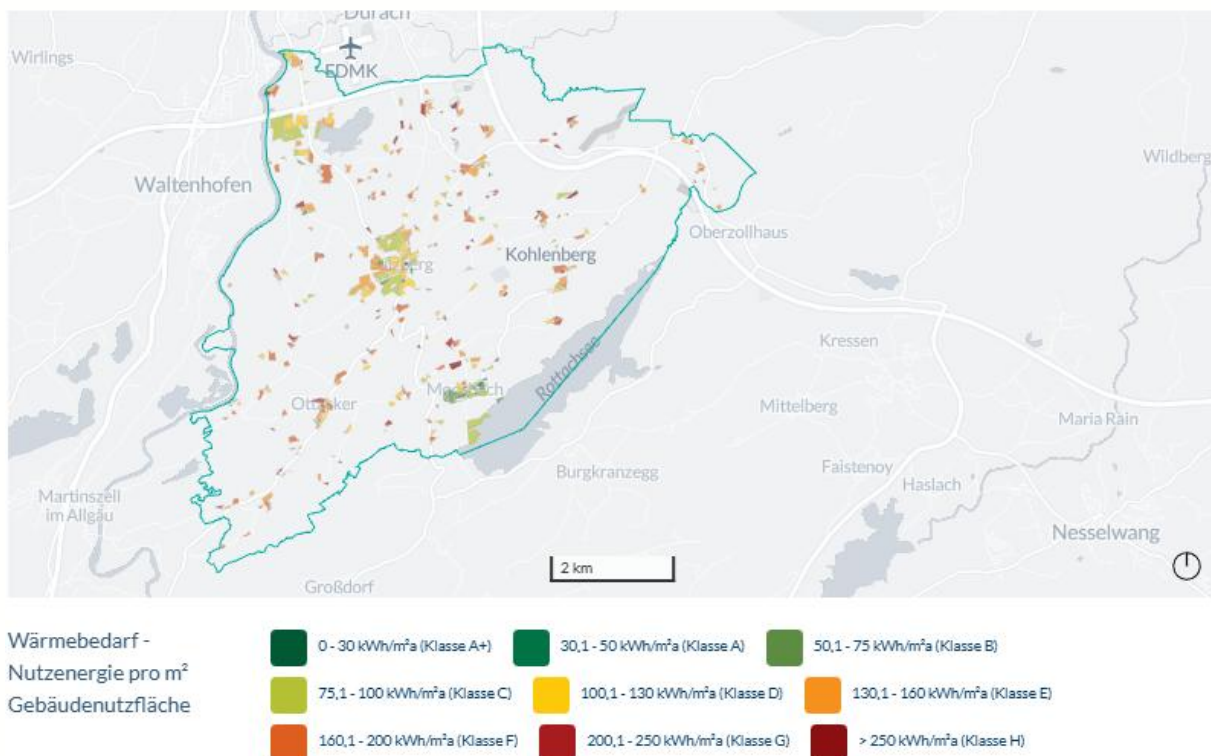 Durach
Wirlings
EDMK
Wildberg
Waltenhofen
Oberzollhaus
Kohlenberg
Kressen
Rottachsee
Mittelberg
Maria Rain
Burgkranzegg
Faistenoy
Haslach
Martinszell
im Allgäu
Nesselwang
2 km
Großdorf
Wärmebedarf -
Nutzenergie pro m²
Gebäudenutzfläche
0 - 30 kWh/m²a (Klasse A+)
30,1 - 50 kWh/m²a (Klasse A)
50,1 - 75 kWh/m²a (Klasse B)
75,1 - 100 kWh/m²a (Klasse C)
100,1 - 130 kWh/m²a (Klasse D)
130,1 - 160 kWh/m²a (Klasse E)
160,1 - 200 kWh/m²a (Klasse F)
200,1 - 250 kWh/m²a (Klasse G)
> 250 kWh/m²a (Klasse H)